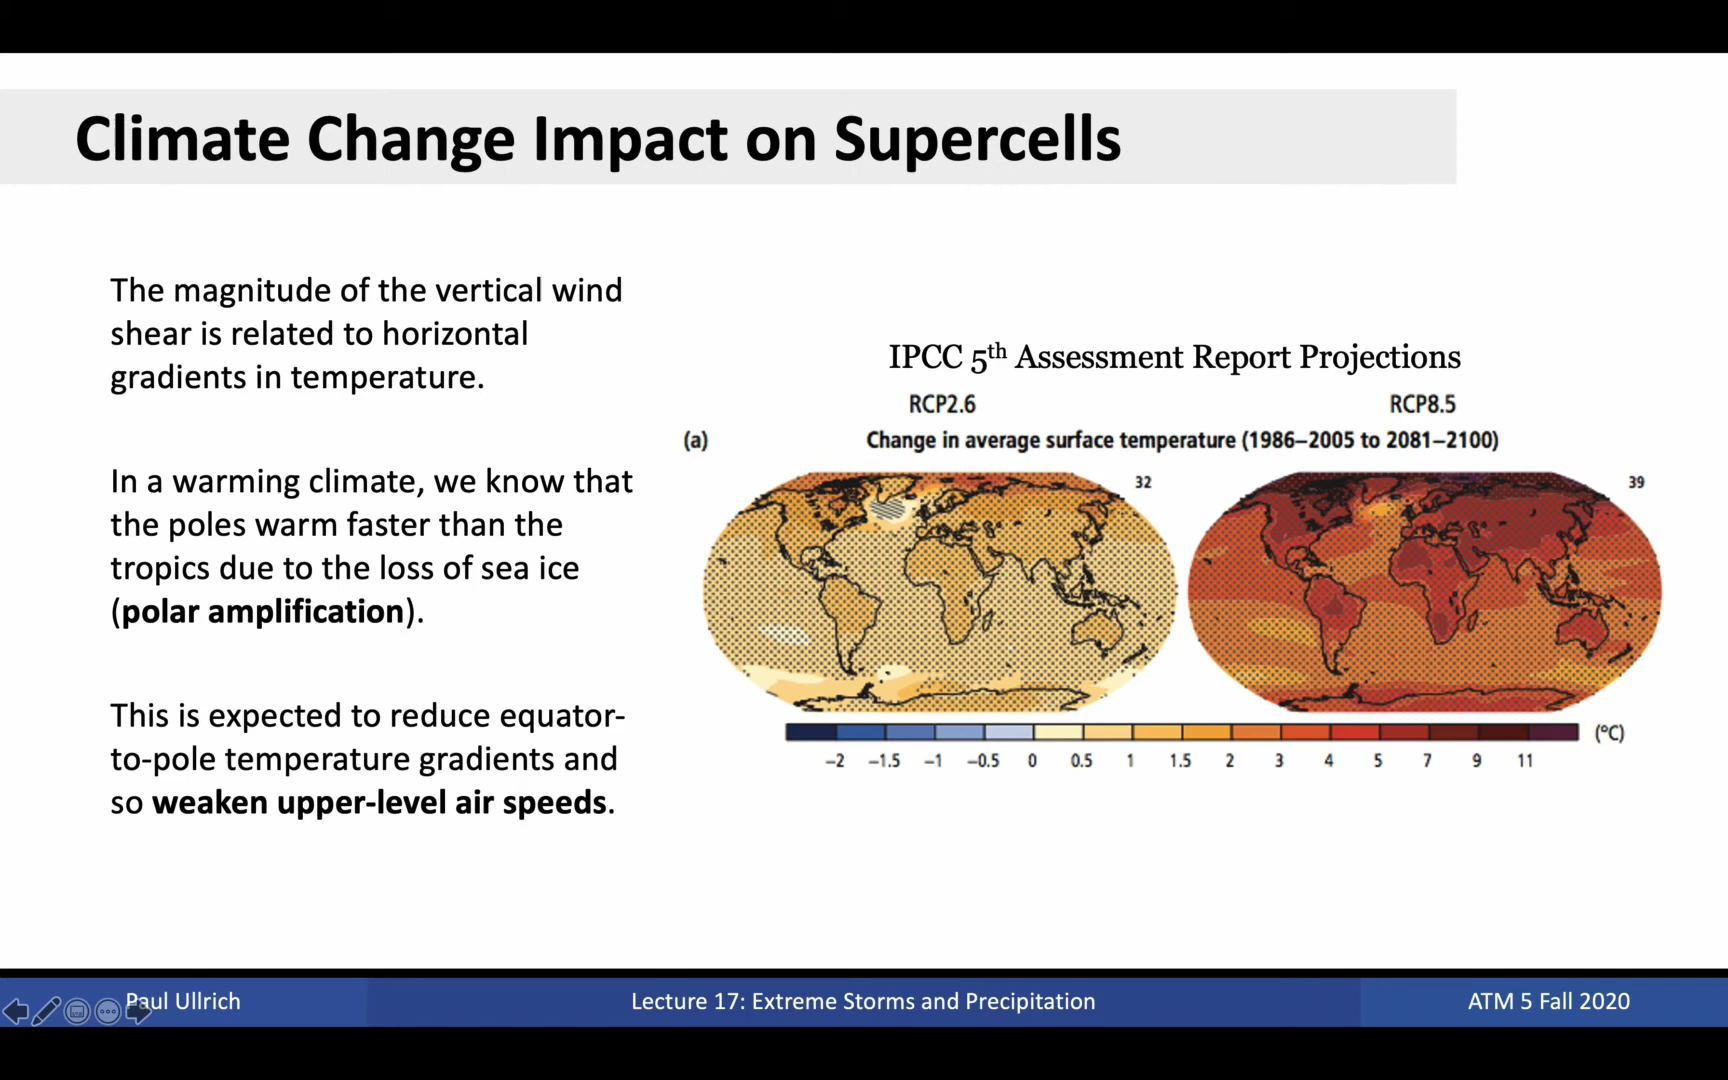 Climate Change Impact on Supercells
The magnitude of the vertical wind
shear is related to horizontal
gradients in temperature.
In a warming climate, we know that
the poles warm faster than the
tropics due to the loss of sea ice
(polar amplification).
This is expected to reduce equator-
to-pole temperature gradients and
so weaken upper-level air speeds.
IPCC 5th Assessment Report Projections
RCP2.6 RCP8.5
(a) Change in average surface temperature (1986–2005 to 2081–2100)
32 39
(°C)
−2 −1.5 −1 −0.5 0 0.5 1 1.5 2 3 4 5 7 9 11
Paul Ullrich Lecture 17: Extreme Storms and Precipitation ATM 5 Fall 2020